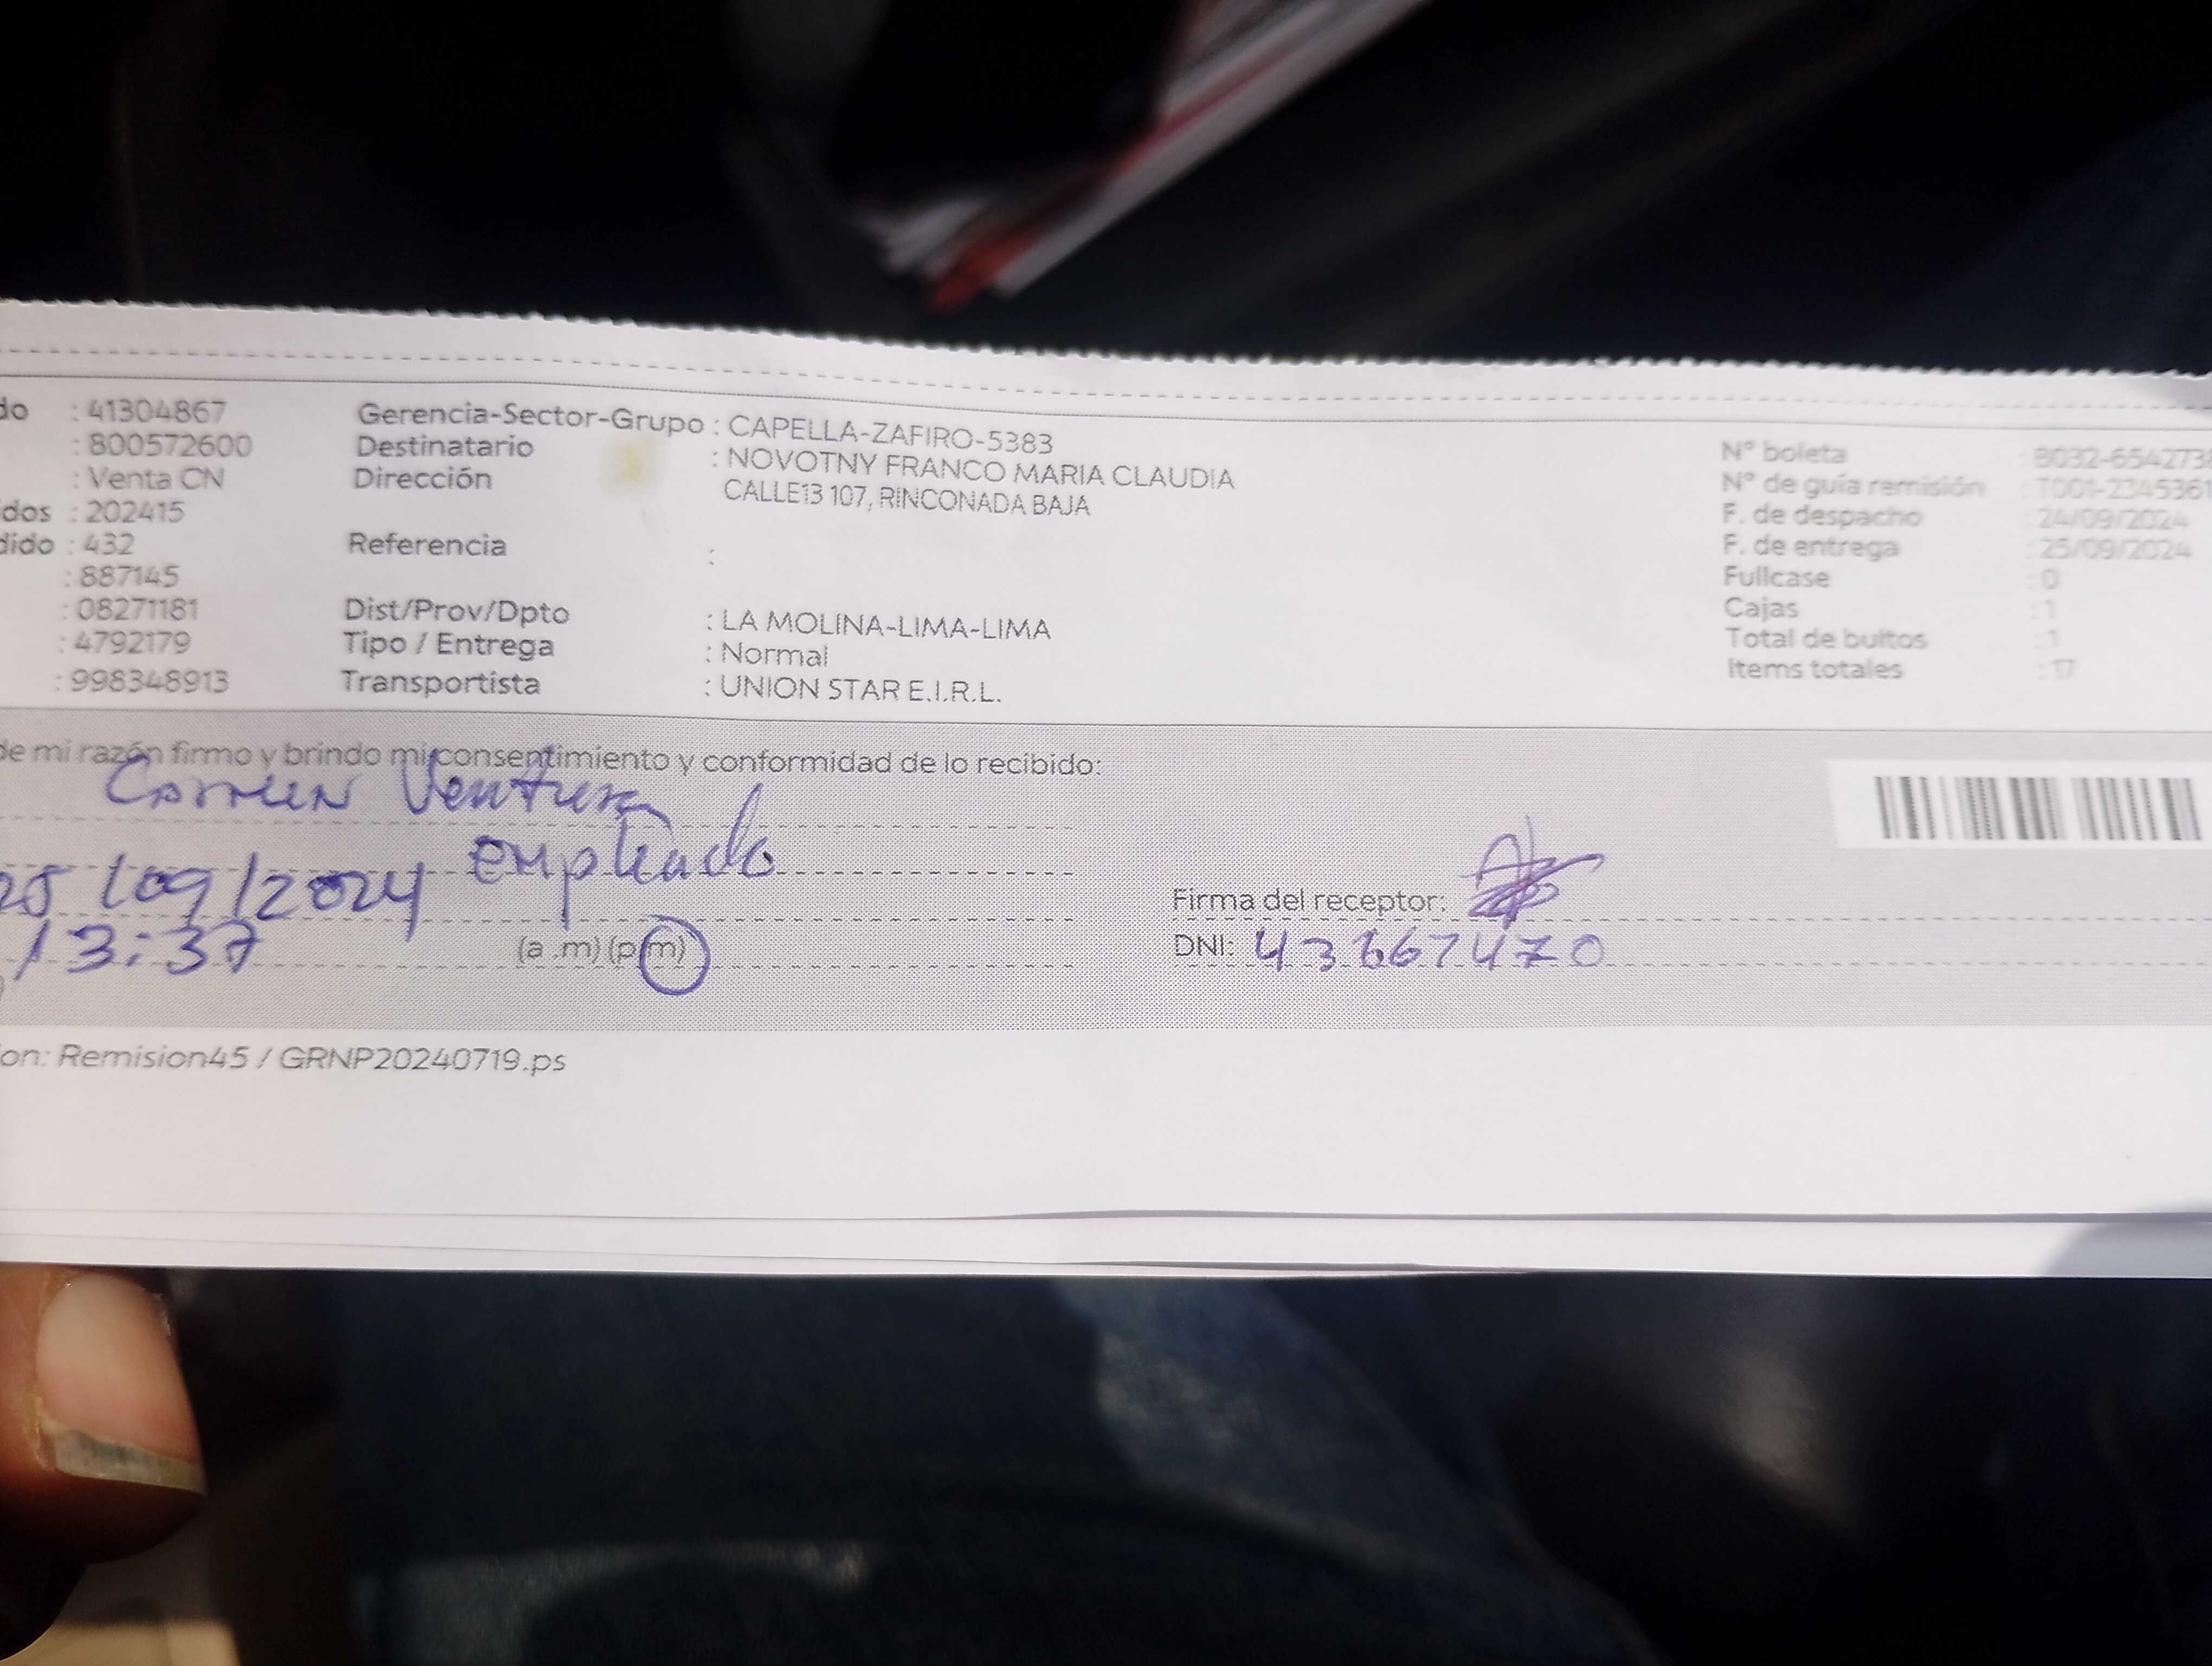 do : 41304867 Gerencia-Sector-Grupo : CAPELLA-ZAFIRO-5383
: 800572600 Destinatario : NOVOTNY FRANCO MARIA CLAUDIA
: Venta CN Dirección CALLE13 107, RINCONADA BAJA
dos : 202415
dido : 432 Referencia :
: 887145
: 08271181 Dist/Prov/Dpto : LA MOLINA-LIMA-LIMA
: 4792179 Tipo / Entrega : Normal
: 998348913 Transportista : UNION STAR E.I.R.L.
N° boleta : B032-6542738
N° de guía remisión : T001-2345361
F. de despacho : 24/09/2024
F. de entrega : 25/09/2024
Fullcase : 0
Cajas : 1
Total de bultos : 1
Items totales : 17
de mi razón firmo y brindo mi consentimiento y conformidad de lo recibido:
Carmen Ventura
empleado
25/09/2024
13:37 (a .m) (p.m)
Firma del receptor:
DNI: 43667470
on: Remision45 / GRNP20240719.ps